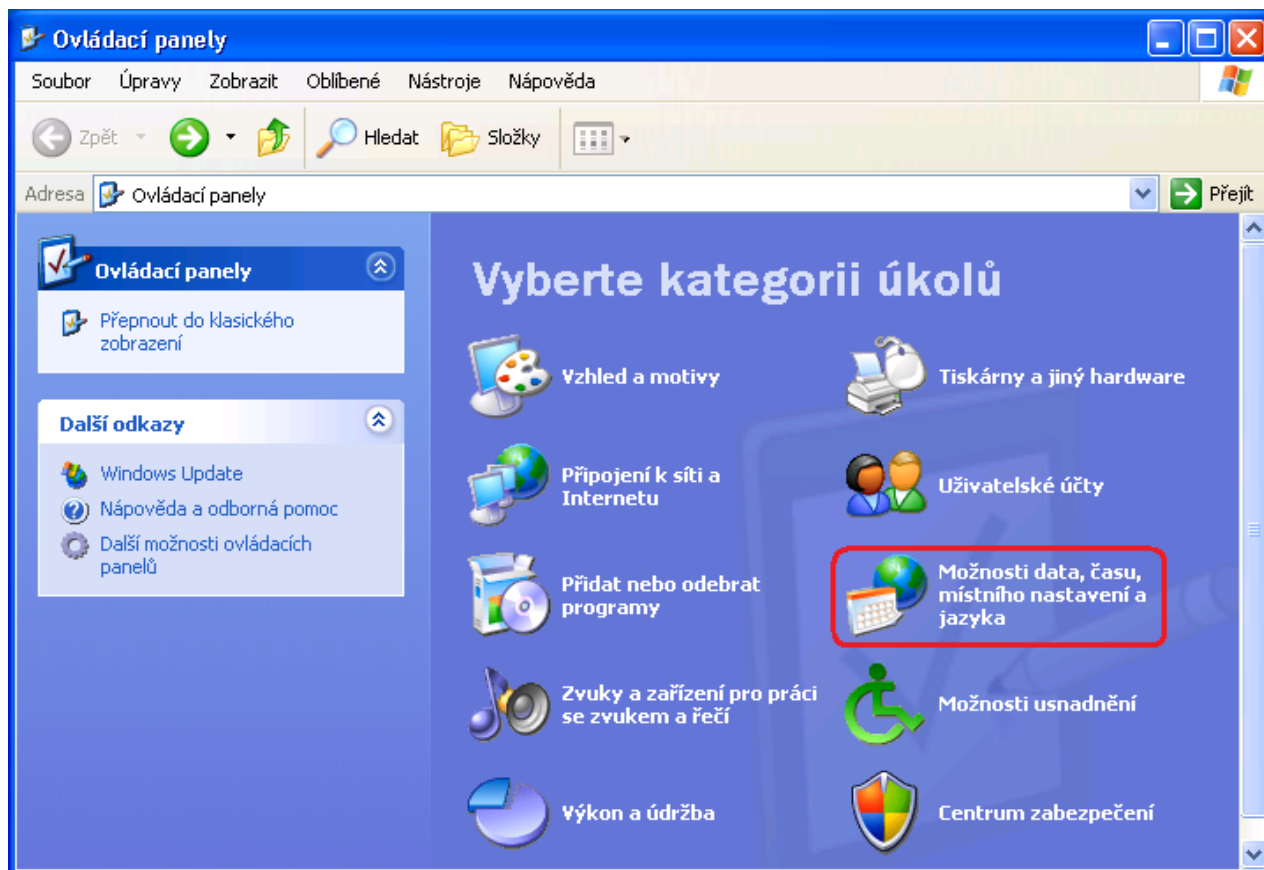 Ovládací panely
Soubor Úpravy Zobrazit Oblíbené Nástroje Nápověda
Zpět Hledat Složky
Adresa Ovládací panely Přejít
Ovládací panely
Přepnout do klasického
zobrazení
Další odkazy
Windows Update
Nápověda a odborná pomoc
Další možnosti ovládacích
panelů
Vyberte kategorii úkolů
Vzhled a motivy
Tiskárny a jiný hardware
Připojení k síti a
Internetu
Uživatelské účty
Přidat nebo odebrat
programy
Možnosti data, času,
místního nastavení a
jazyka
Zvuky a zařízení pro práci
se zvukem a řečí
Možnosti usnadnění
Výkon a údržba
Centrum zabezpečení